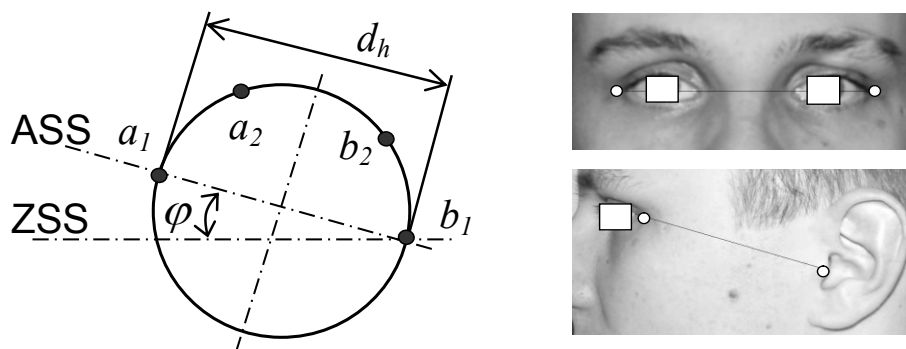 d_h
ASS
a_1
a_2
b_2
φ
ZSS
b_1